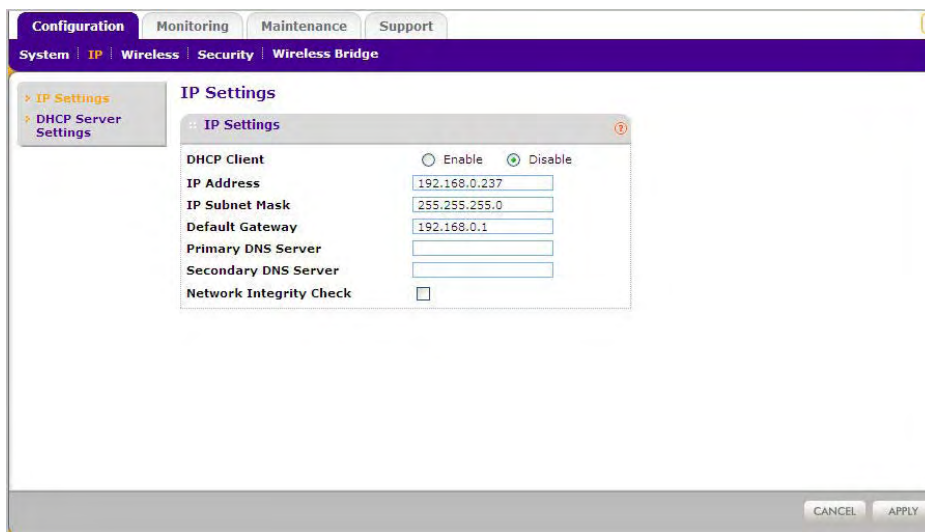 Configuration Monitoring Maintenance Support
System IP Wireless Security Wireless Bridge
IP Settings
DHCP Server
Settings
IP Settings
IP Settings ?
DHCP Client Enable Disable
IP Address 192.168.0.237
IP Subnet Mask 255.255.255.0
Default Gateway 192.168.0.1
Primary DNS Server
Secondary DNS Server
Network Integrity Check
CANCEL APPLY